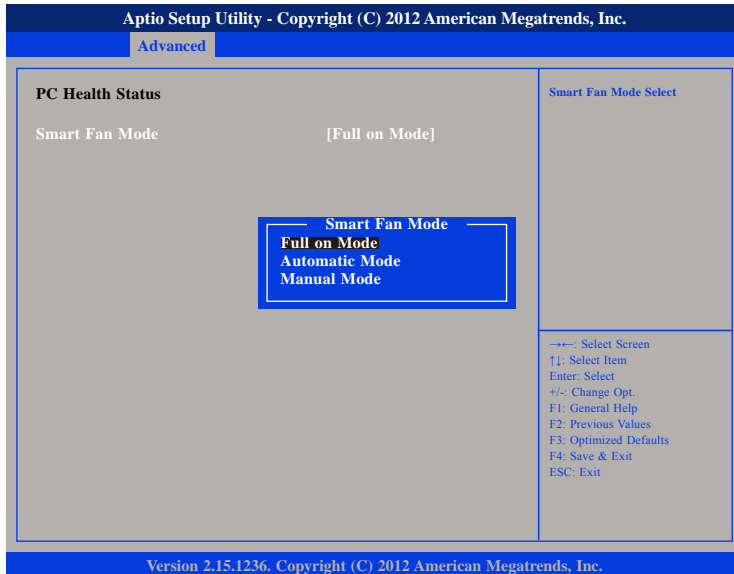 Aptio Setup Utility - Copyright (C) 2012 American Megatrends, Inc.
Advanced
PC Health Status
Smart Fan Mode [Full on Mode]
Smart Fan Mode
Full on Mode
Automatic Mode
Manual Mode
Smart Fan Mode Select
→←: Select Screen
↑↓: Select Item
Enter: Select
+/-: Change Opt.
F1: General Help
F2: Previous Values
F3: Optimized Defaults
F4: Save & Exit
ESC: Exit
Version 2.15.1236. Copyright (C) 2012 American Megatrends, Inc.